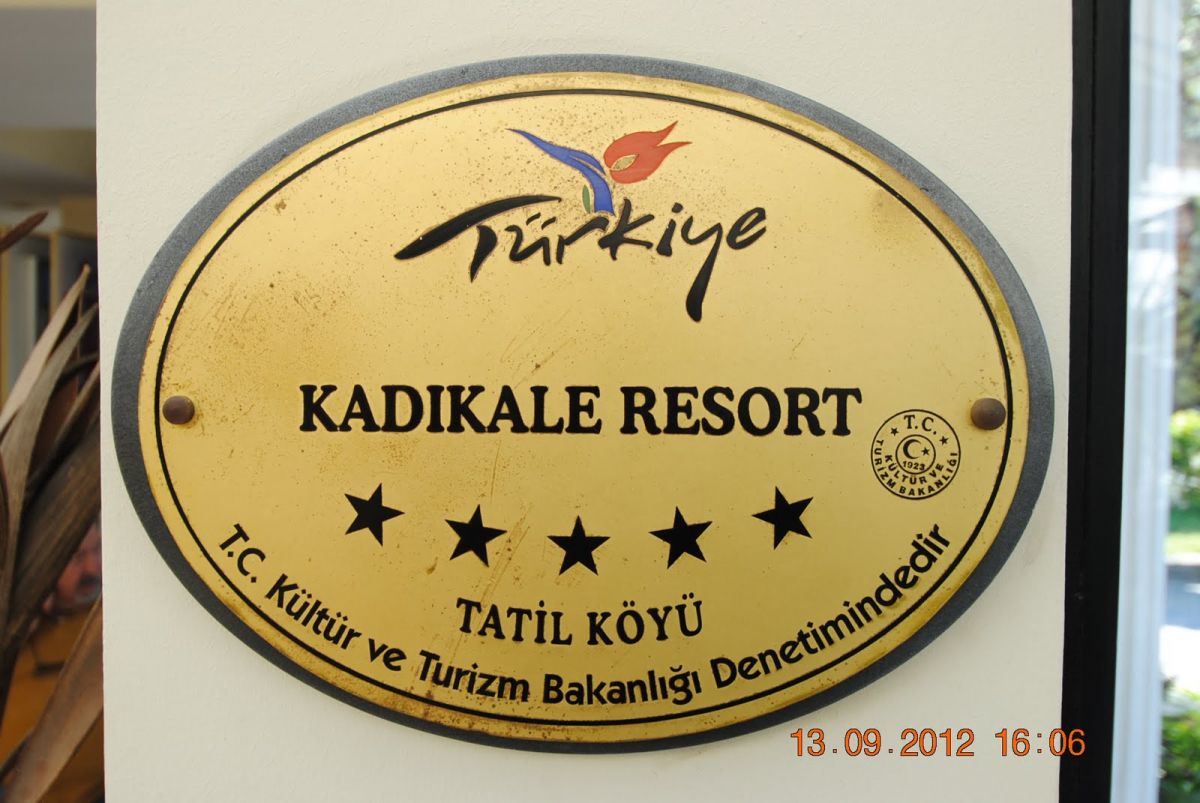 Türkiye
KADIKALE RESORT
T.C.
1923
KÜLTÜR VE
TURİZM BAKANLIĞI
TATİL KÖYÜ
T.C. Kültür ve Turizm Bakanlığı Denetimindedir
13.09.2012 16:06